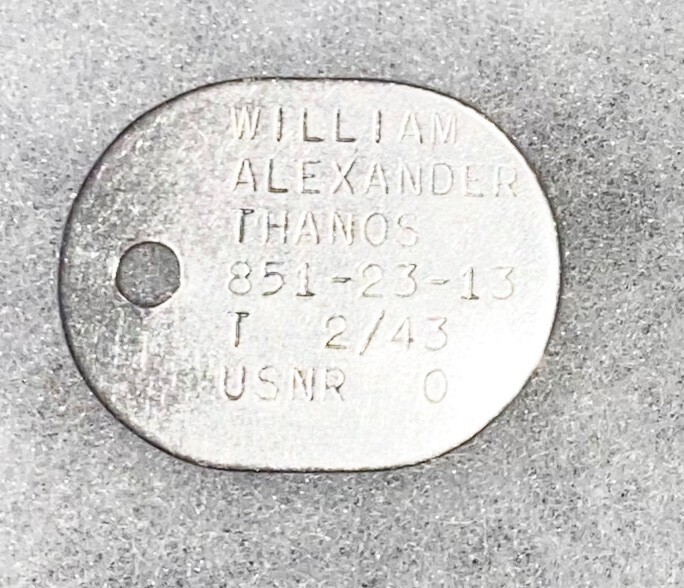 WILLIAM
ALEXANDER
THANOS
851-23-13
T 2/43
USNR O